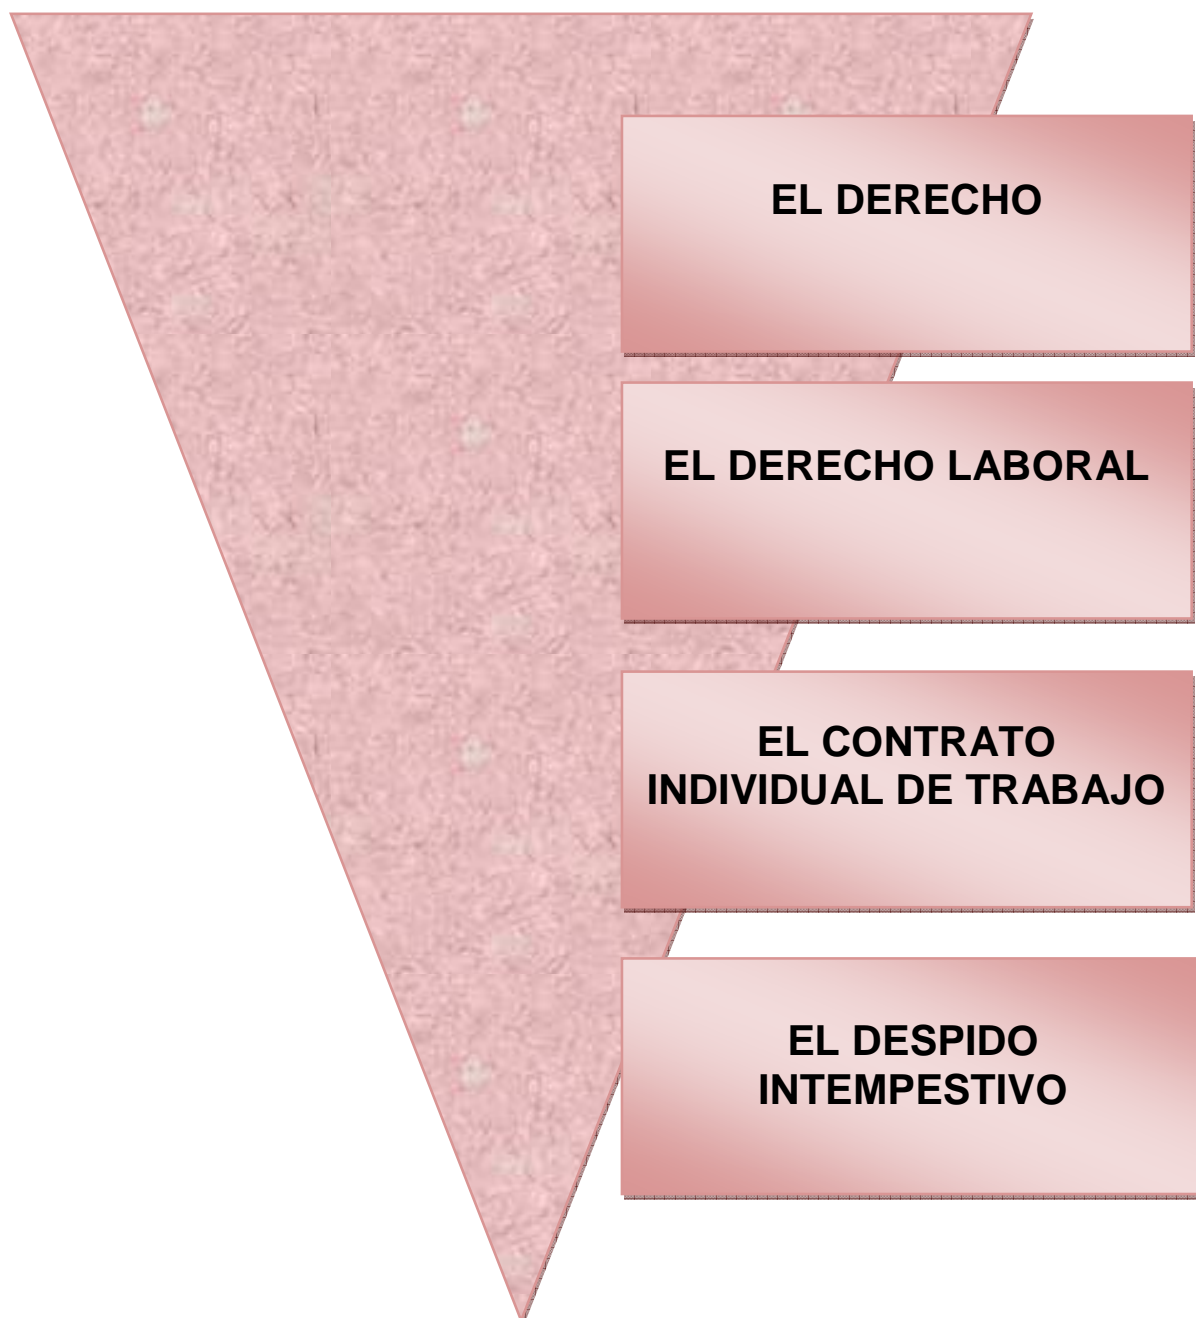 EL DERECHO
EL DERECHO LABORAL
EL CONTRATO
INDIVIDUAL DE TRABAJO
EL DESPIDO
INTEMPESTIVO